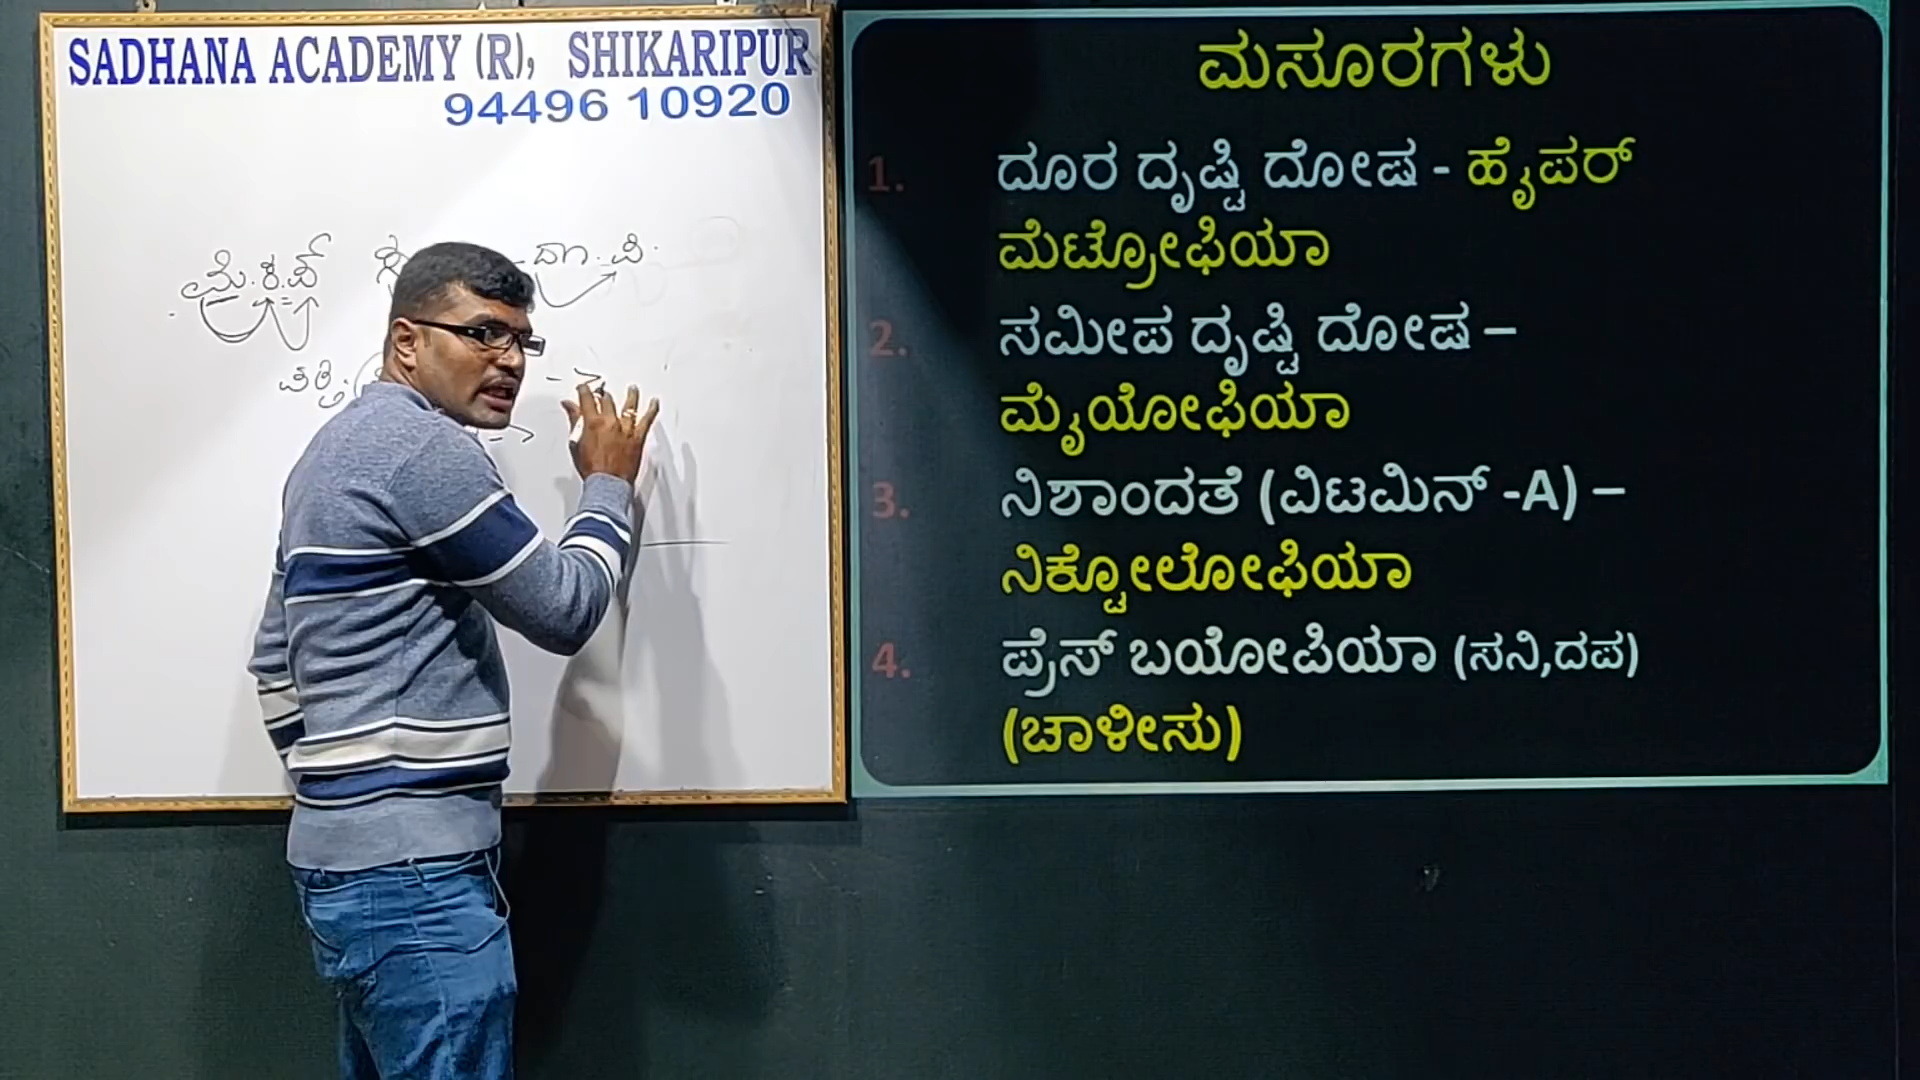 SADHANA ACADEMY (R), SHIKARIPUR
94496 10920
ಮಸೂರಗಳು
1. ದೂರ ದೃಷ್ಟಿ ದೋಷ - ಹೈಪರ್
ಮೆಟ್ರೋಫಿಯಾ
2. ಸಮೀಪ ದೃಷ್ಟಿ ದೋಷ –
ಮೈಯೋಫಿಯಾ
3. ನಿಶಾಂದತೆ (ವಿಟಮಿನ್ -A) –
ನಿಕ್ಟೋಲೋಫಿಯಾ
4. ಪ್ರೆಸ್ ಬಯೋಪಿಯಾ (ಸನಿ,ದಪ)
(ಚಾಳೀಸು)